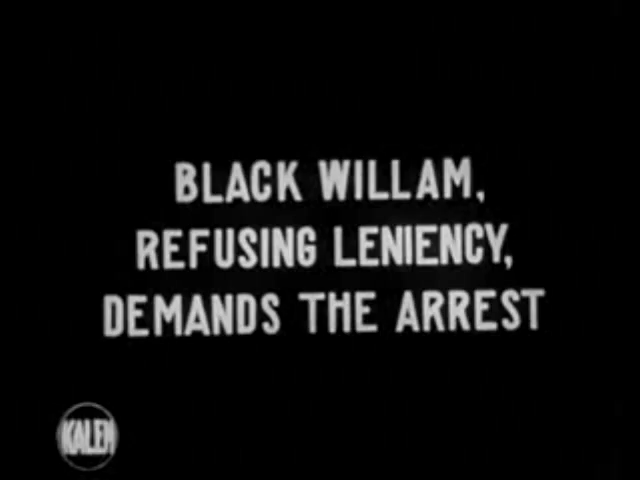 BLACK WILLAM,
REFUSING LENIENCY,
DEMANDS THE ARREST
KALEM